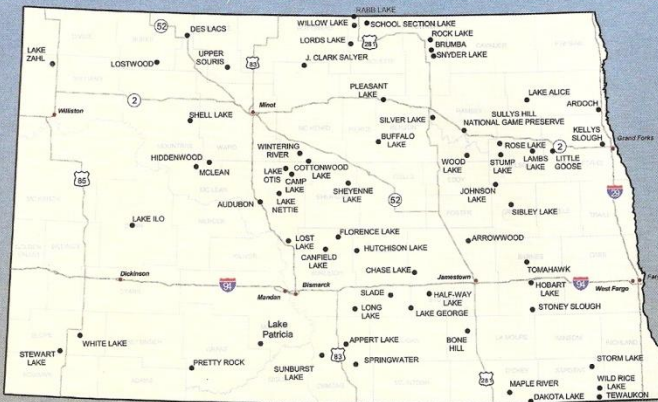 RABB LAKE
WILLOW LAKE
SCHOOL SECTION LAKE
52
DES LACS
LORDS LAKE
281
ROCK LAKE
BRUMBA
SNYDER LAKE
LAKE
ZAHL
LOSTWOOD
UPPER
SOURIS
83
J. CLARK SALYER
2
PLEASANT
LAKE
LAKE ALICE
ARDOCH
Williston
Minot
SHELL LAKE
SILVER LAKE
SULLYS HILL
NATIONAL GAME PRESERVE
KELLYS
SLOUGH
Grand Forks
BUFFALO
LAKE
ROSE LAKE
2
WINTERING
RIVER
WOOD
LAKE
STUMP
LAKE
LAMBS
LAKE
LITTLE
GOOSE
HIDDENWOOD
MCLEAN
LAKE
OTIS
COTTONWOOD
LAKE
CAMP
LAKE
85
SHEYENNE
LAKE
JOHNSON
LAKE
29
AUDUBON
LAKE
NETTIE
52
SIBLEY LAKE
LAKE ILO
LOST
LAKE
FLORENCE LAKE
ARROWWOOD
CANFIELD
LAKE
HUTCHISON LAKE
CHASE LAKE
TOMAHAWK
Dickinson
94
Bismarck
Mandan
Jamestown
HOBART
LAKE
94
West Fargo
SLADE
HALF-WAY
LAKE
LONG
LAKE
LAKE GEORGE
STONEY SLOUGH
Lake
Patricia
WHITE LAKE
STEWART
LAKE
PRETTY ROCK
SUNBURST
LAKE
APPERT LAKE
83
SPRINGWATER
BONE
HILL
281
STORM LAKE
MAPLE RIVER
WILD RICE
LAKE
DAKOTA LAKE
TEWAUKON